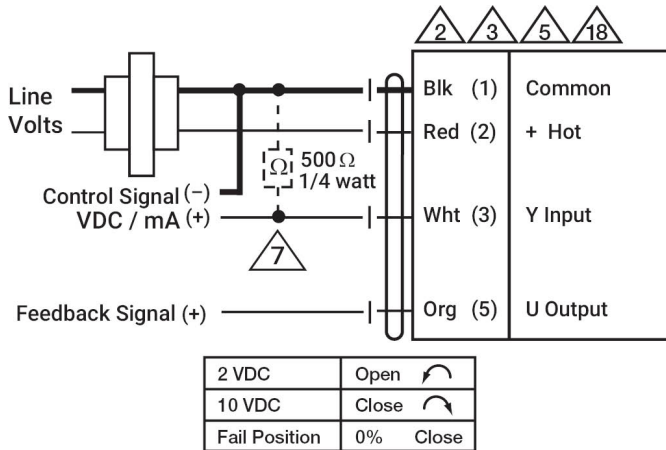 2 3 5 18
Line
Volts
Blk (1) Common
Red (2) + Hot
Ω 500 Ω
1/4 watt
Control Signal (−)
VDC / mA (+)
Wht (3) Y Input
7
Feedback Signal (+)
Org (5) U Output
2 VDC Open
10 VDC Close
Fail Position 0% Close